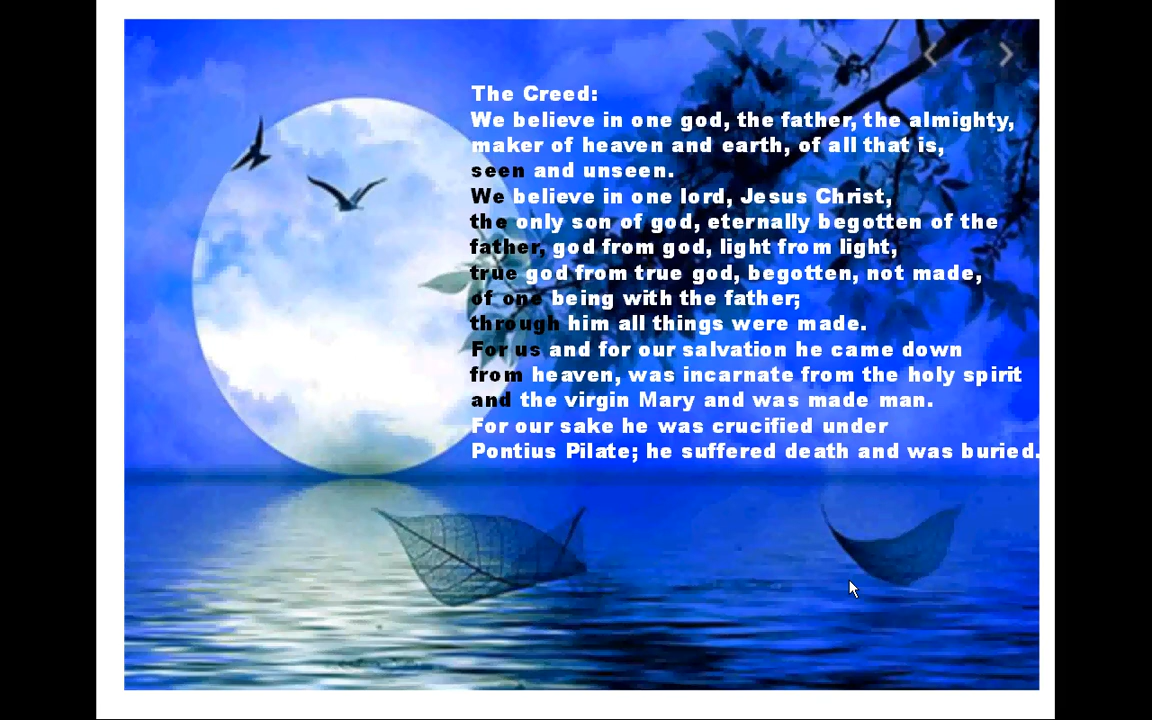 The Creed:
We believe in one god, the father, the almighty,
maker of heaven and earth, of all that is,
seen and unseen.
We believe in one lord, Jesus Christ,
the only son of god, eternally begotten of the
father, god from god, light from light,
true god from true god, begotten, not made,
of one being with the father;
through him all things were made.
For us and for our salvation he came down
from heaven, was incarnate from the holy spirit
and the virgin Mary and was made man.
For our sake he was crucified under
Pontius Pilate; he suffered death and was buried.